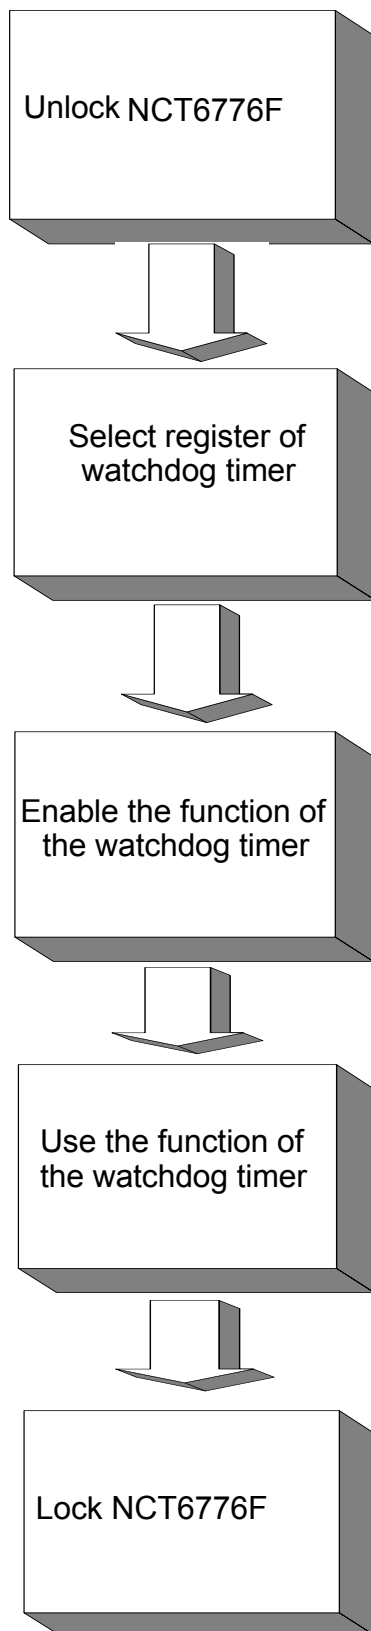 Unlock NCT6776F
Select register of
watchdog timer
Enable the function of
the watchdog timer
Use the function of
the watchdog timer
Lock NCT6776F